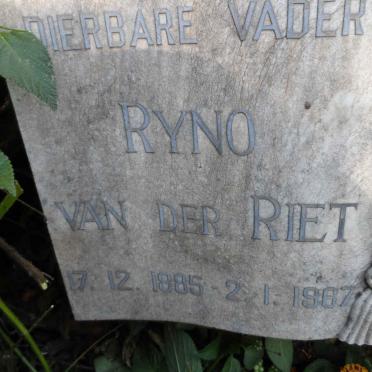 DIERBARE VADER
RYNO
VAN DER RIET
17. 12. 1885 - 2. 1. 1967